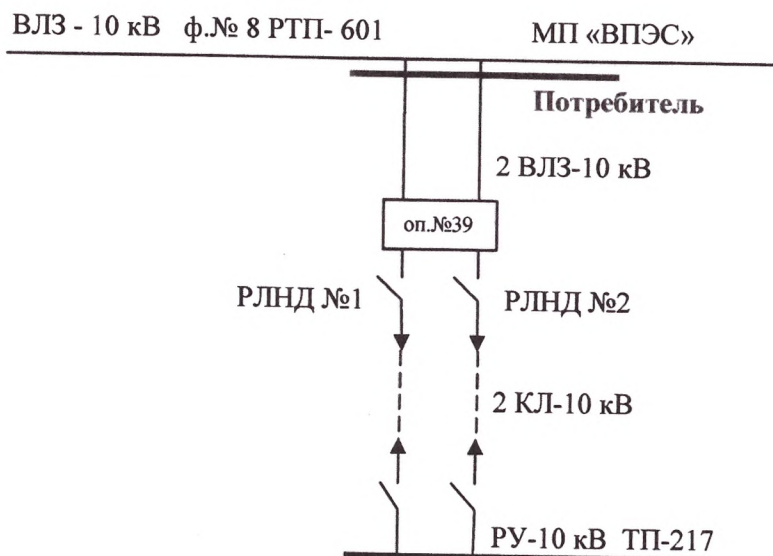 ВЛЗ - 10 кВ ф.№ 8 РТП- 601 МП «ВПЭС»
Потребитель
2 ВЛЗ-10 кВ
оп.№39
РЛНД №1 РЛНД №2
2 КЛ-10 кВ
РУ-10 кВ ТП-217